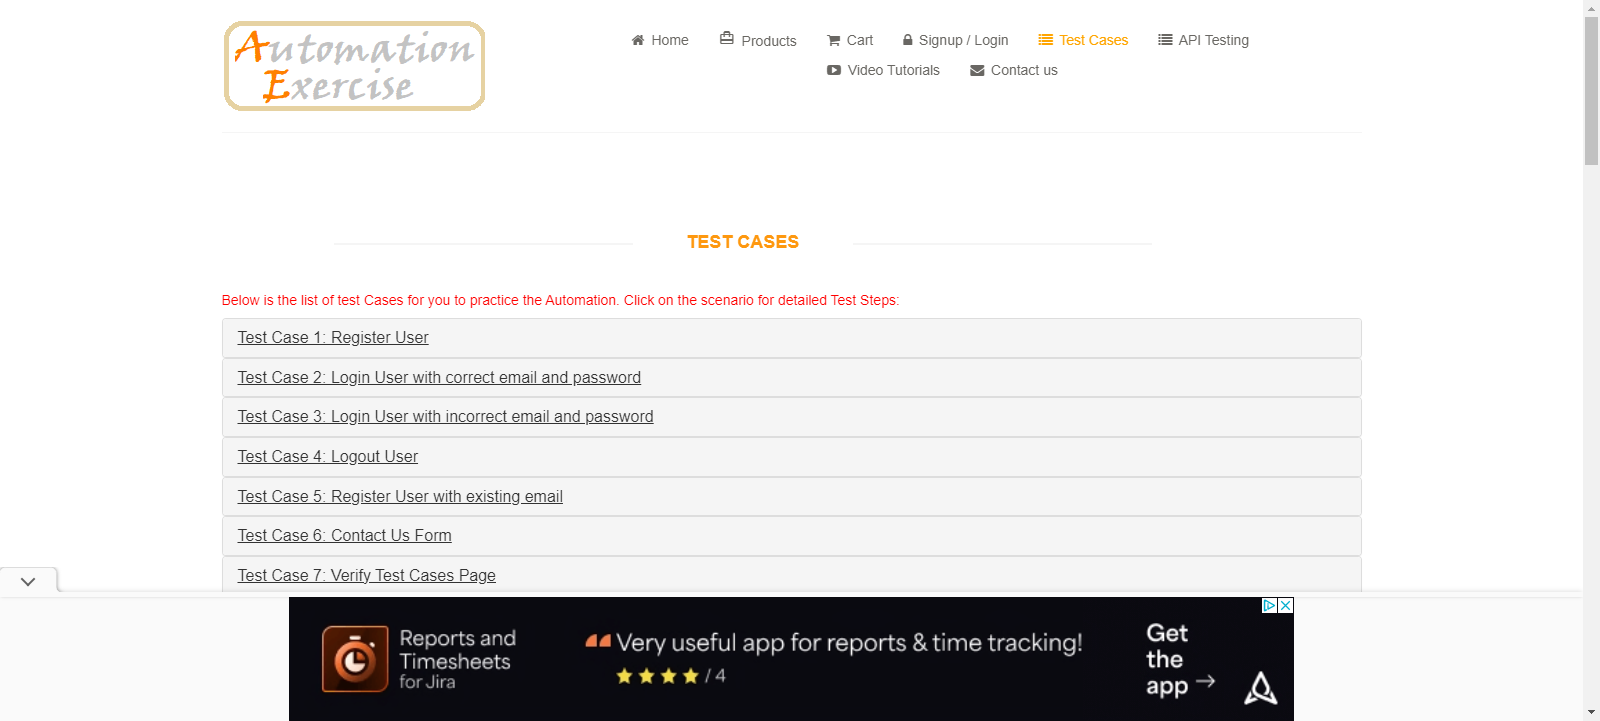 Automation
Exercise
Home
Products
Cart
Signup / Login
Test Cases
API Testing
Video Tutorials
Contact us
TEST CASES
Below is the list of test Cases for you to practice the Automation. Click on the scenario for detailed Test Steps:
Test Case 1: Register User
Test Case 2: Login User with correct email and password
Test Case 3: Login User with incorrect email and password
Test Case 4: Logout User
Test Case 5: Register User with existing email
Test Case 6: Contact Us Form
Test Case 7: Verify Test Cases Page
Reports and
Timesheets
for Jira
“Very useful app for reports & time tracking!
/ 4
Get
the
app →